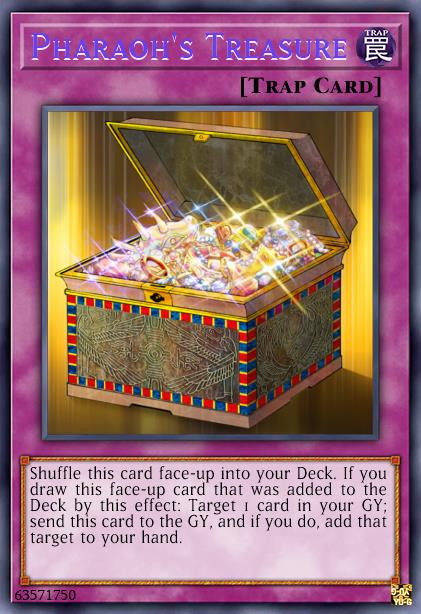 Pharaoh's Treasure
TRAP
罠
[Trap Card]
Shuffle this card face-up into your Deck. If you
draw this face-up card that was added to the
Deck by this effect: Target 1 card in your GY;
send this card to the GY, and if you do, add that
target to your hand.
63571750